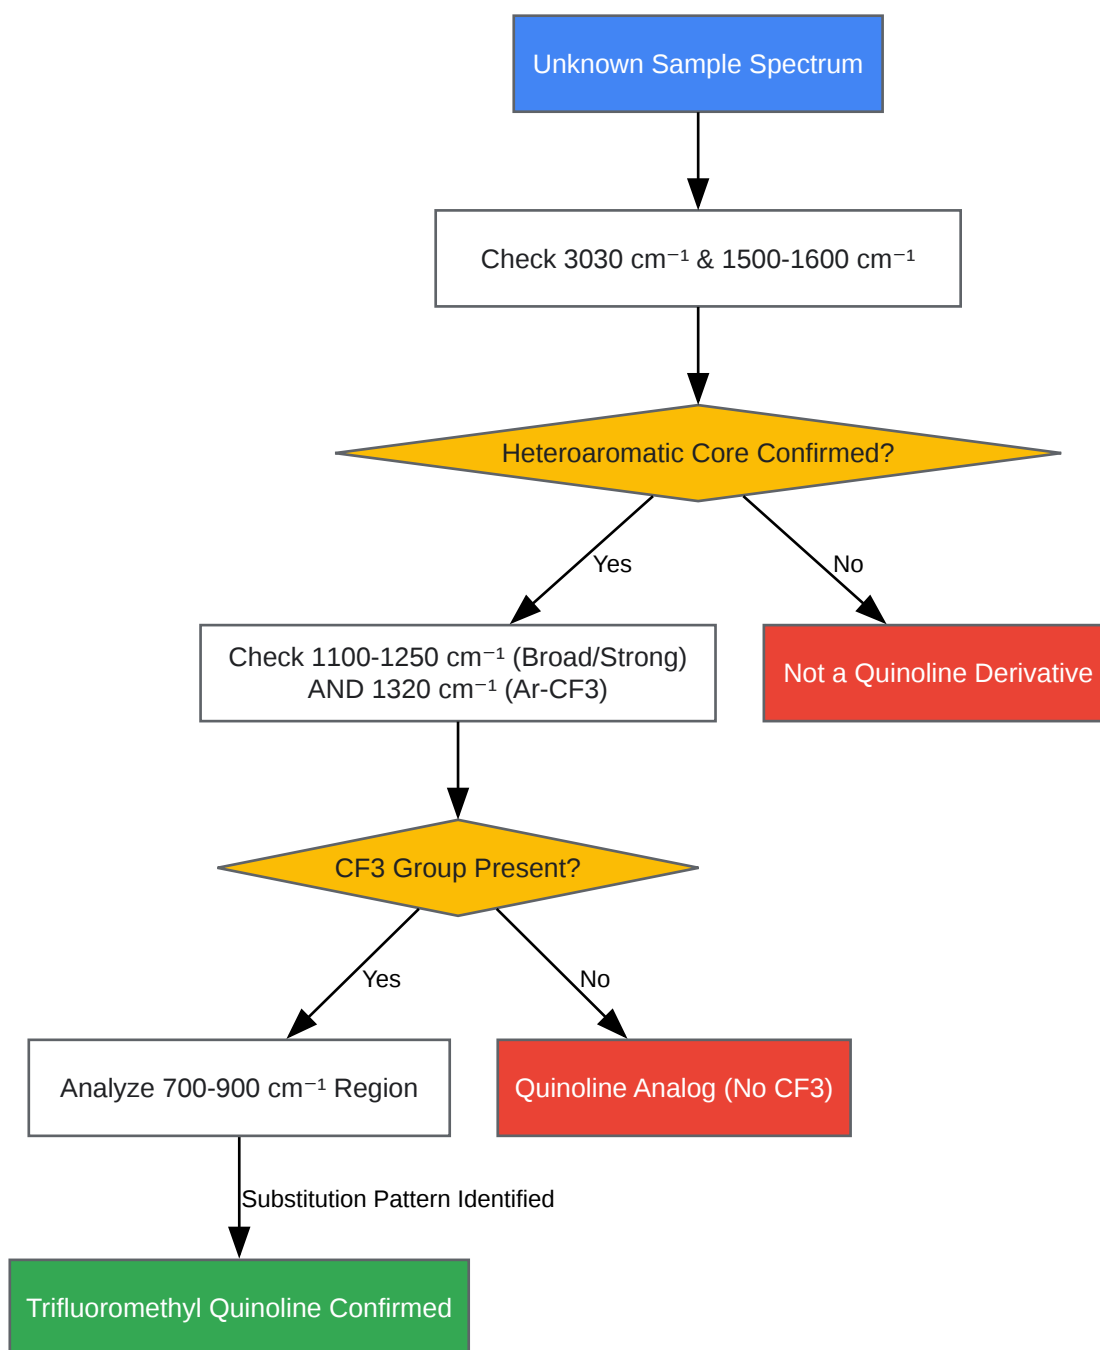 Unknown Sample Spectrum
Check 3030 cm⁻¹ & 1500-1600 cm⁻¹
Heteroaromatic Core Confirmed?
Yes
No
Check 1100-1250 cm⁻¹ (Broad/Strong)
AND 1320 cm⁻¹ (Ar-CF3)
Not a Quinoline Derivative
CF3 Group Present?
Yes
No
Analyze 700-900 cm⁻¹ Region
Quinoline Analog (No CF3)
Substitution Pattern Identified
Trifluoromethyl Quinoline Confirmed